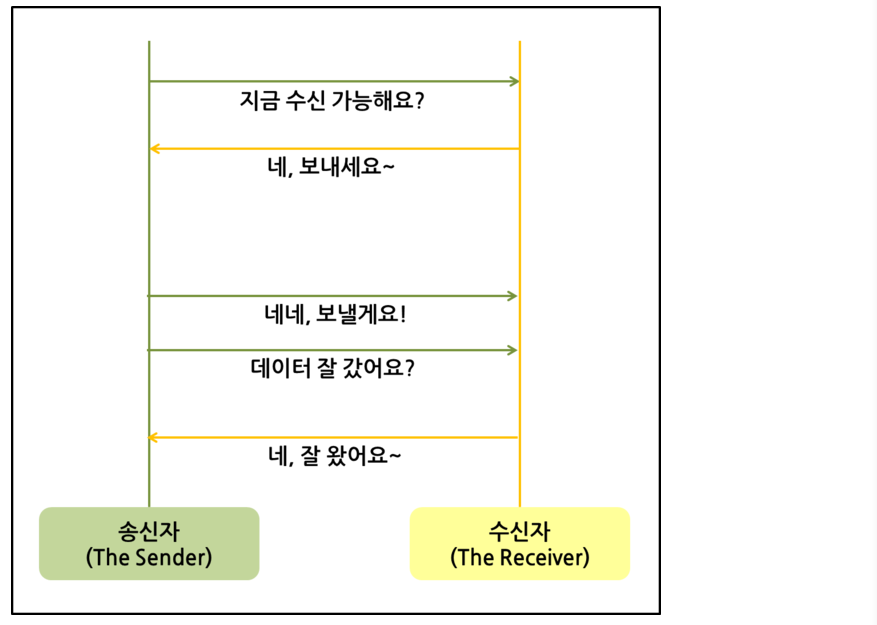 지금 수신 가능해요?
네, 보내세요~
네네, 보낼게요!
데이터 잘 갔어요?
네, 잘 왔어요~
송신자
(The Sender)
수신자
(The Receiver)